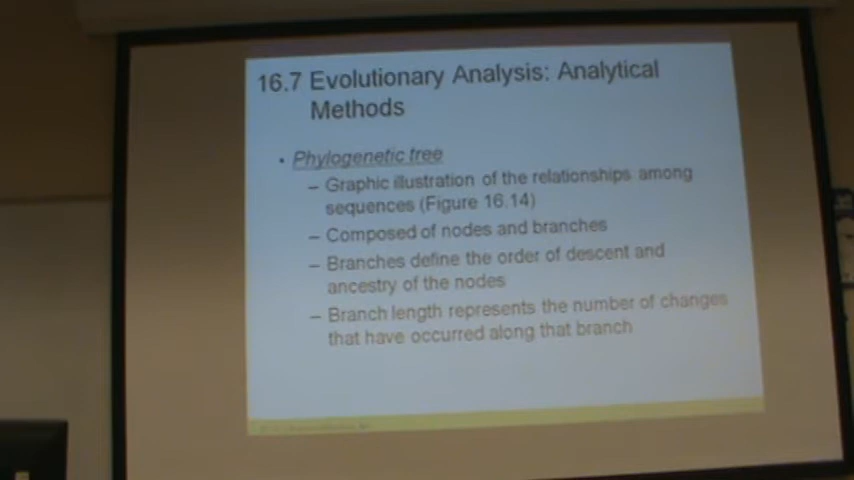 16.7 Evolutionary Analysis: Analytical
Methods
• Phylogenetic tree
– Graphic illustration of the relationships among
sequences (Figure 16.14)
– Composed of nodes and branches
– Branches define the order of descent and
ancestry of the nodes
– Branch length represents the number of changes
that have occurred along that branch